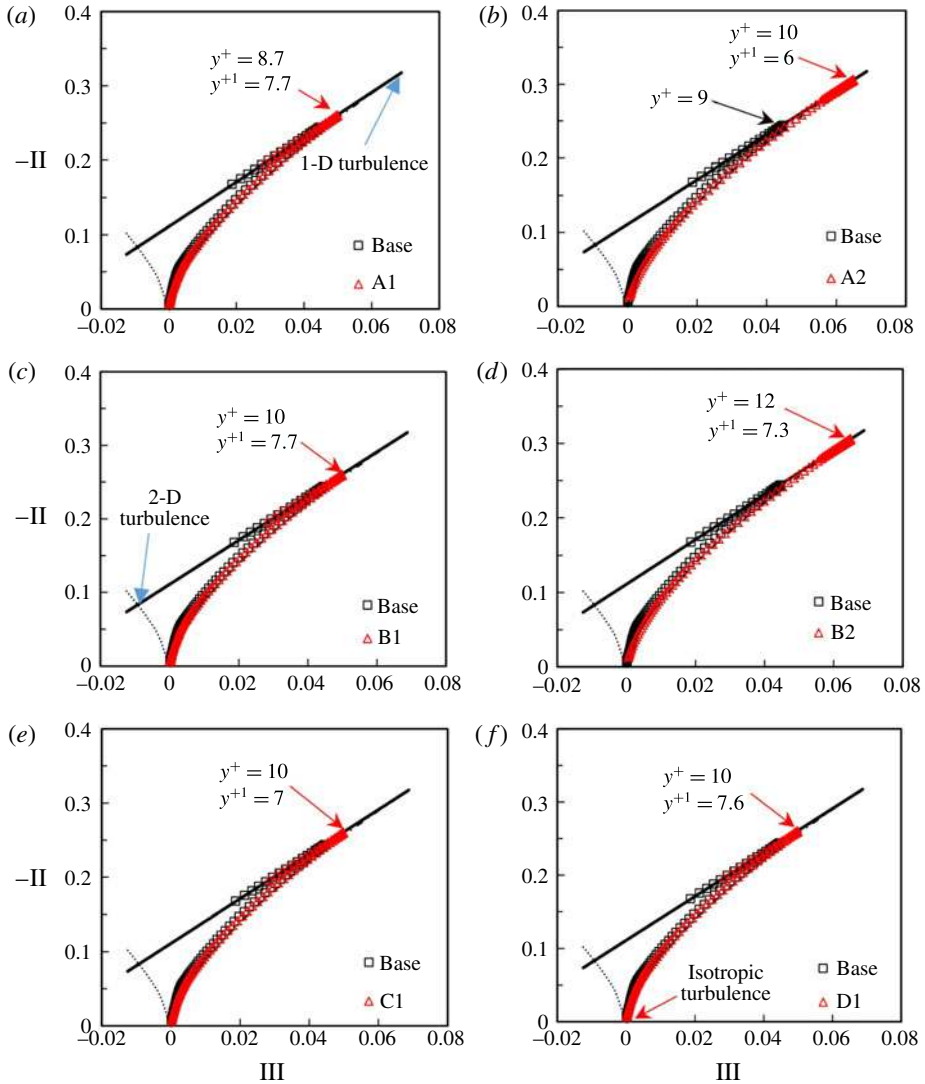 (a)
0.4
0.3
0.2
0.1
0
–II
y⁺ = 8.7
y⁺¹ = 7.7
1-D turbulence
Base
A1
–0.02
0
0.02
0.04
0.06
0.08
(b)
0.4
0.3
0.2
0.1
0
y⁺ = 10
y⁺¹ = 6
y⁺ = 9
Base
A2
–0.02
0
0.02
0.04
0.06
0.08
(c)
0.4
0.3
0.2
0.1
0
–II
y⁺ = 10
y⁺¹ = 7.7
2-D
turbulence
Base
B1
–0.02
0
0.02
0.04
0.06
0.08
(d)
0.4
0.3
0.2
0.1
0
y⁺ = 12
y⁺¹ = 7.3
Base
B2
–0.02
0
0.02
0.04
0.06
0.08
(e)
0.4
0.3
0.2
0.1
0
–II
y⁺ = 10
y⁺¹ = 7
Base
C1
–0.02
0
0.02
0.04
0.06
0.08
III
(f)
0.4
0.3
0.2
0.1
0
y⁺ = 10
y⁺¹ = 7.6
Isotropic
turbulence
Base
D1
–0.02
0
0.02
0.04
0.06
0.08
III